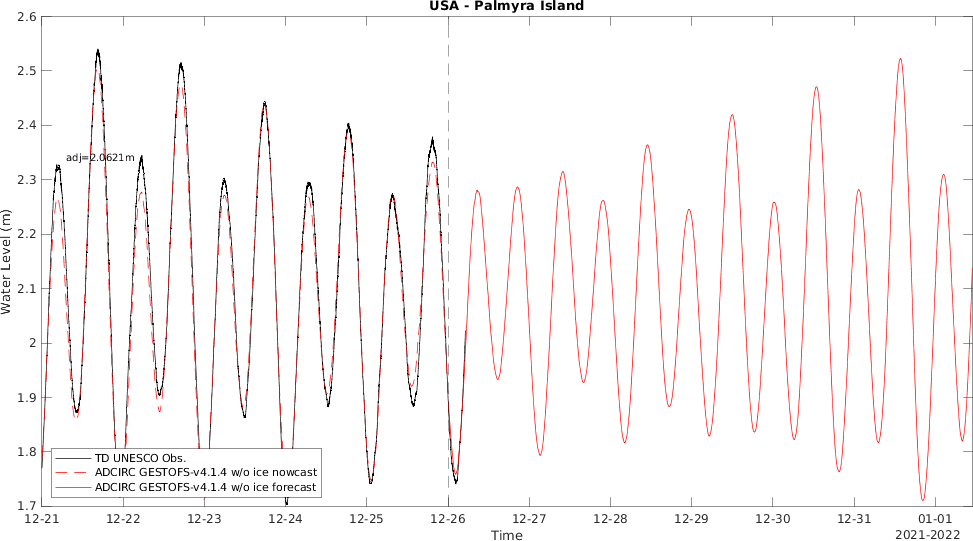 USA - Palmyra Island
2.6
2.5
2.4
2.3
2.2
2.1
2
1.9
1.8
1.7
Water Level (m)
adj=2.0621m
TD UNESCO Obs.
ADCIRC GESTOFS-v4.1.4 w/o ice nowcast
ADCIRC GESTOFS-v4.1.4 w/o ice forecast
12-21 12-22 12-23 12-24 12-25 12-26 12-27 12-28 12-29 12-30 12-31 01-01
Time
2021-2022